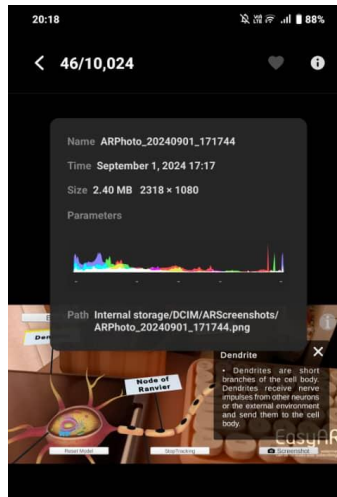 20:18
88%
46/10,024
Name ARPhoto_20240901_171744
Time September 1, 2024 17:17
Size 2.40 MB 2318 × 1080
Parameters
Path Internal storage/DCIM/ARScreenshots/
ARPhoto_20240901_171744.png
Dendrite
• Dendrites are short
branches of the cell body.
Dendrites receive nerve
impulses from other neurons
or the external environment
and send them to the cell
body.
Node of
Ranvier
EasyAR
Reset Model
StopTracking
Screenshot